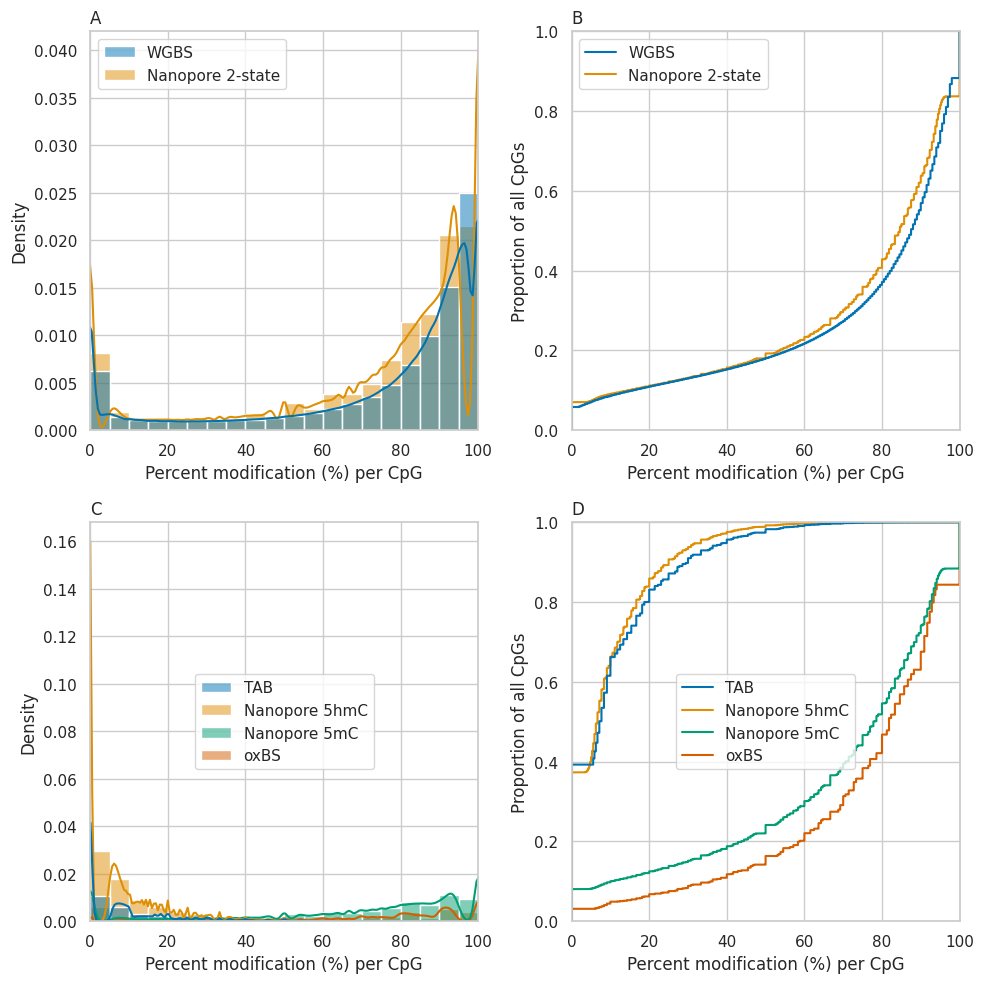 A
0.040
0.035
0.030
0.025
0.020
0.015
0.010
0.005
0.000
Density
WGBS
Nanopore 2-state
0
20
40
60
80
100
Percent modification (%) per CpG
B
1.0
0.8
0.6
0.4
0.2
0.0
Proportion of all CpGs
WGBS
Nanopore 2-state
0
20
40
60
80
100
Percent modification (%) per CpG
C
0.16
0.14
0.12
0.10
0.08
0.06
0.04
0.02
0.00
Density
TAB
Nanopore 5hmC
Nanopore 5mC
oxBS
0
20
40
60
80
100
Percent modification (%) per CpG
D
1.0
0.8
0.6
0.4
0.2
0.0
Proportion of all CpGs
TAB
Nanopore 5hmC
Nanopore 5mC
oxBS
0
20
40
60
80
100
Percent modification (%) per CpG